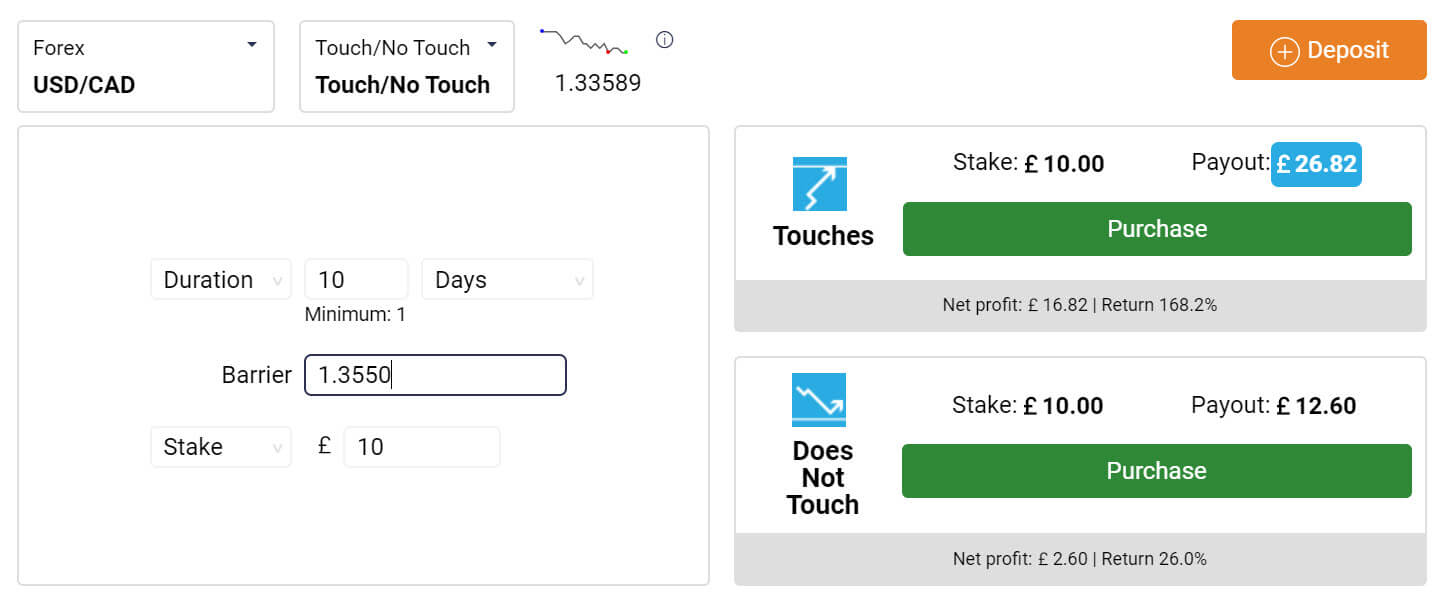 Forex
USD/CAD
Touch/No Touch
Touch/No Touch
1.33589
Deposit
Duration 10 Days
Minimum: 1
Barrier 1.3550
Stake £ 10
Touches
Stake: £ 10.00 Payout: £ 26.82
Purchase
Net profit: £ 16.82 | Return 168.2%
Does
Not
Touch
Stake: £ 10.00 Payout: £ 12.60
Purchase
Net profit: £ 2.60 | Return 26.0%